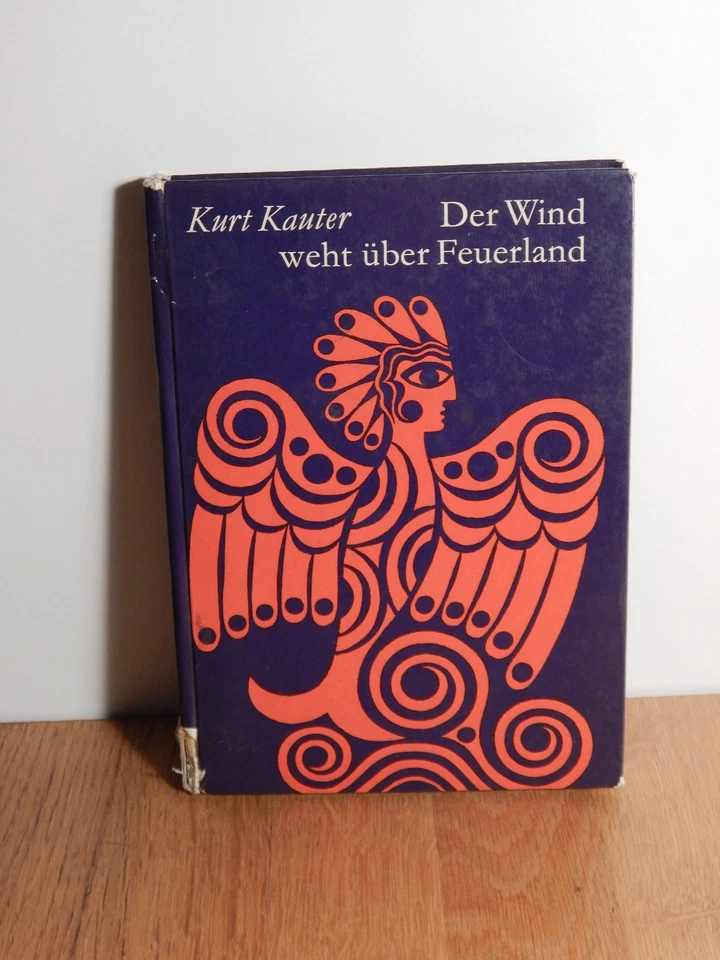 Kurt Kauter Der Wind
weht über Feuerland